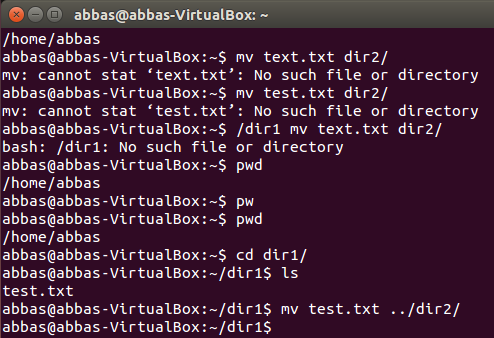 abbas@abbas-VirtualBox: ~
/home/abbas
abbas@abbas-VirtualBox:~$ mv text.txt dir2/
mv: cannot stat ‘text.txt’: No such file or directory
abbas@abbas-VirtualBox:~$ mv test.txt dir2/
mv: cannot stat ‘test.txt’: No such file or directory
abbas@abbas-VirtualBox:~$ /dir1 mv text.txt dir2/
bash: /dir1: No such file or directory
abbas@abbas-VirtualBox:~$ pwd
/home/abbas
abbas@abbas-VirtualBox:~$ pw
abbas@abbas-VirtualBox:~$ pwd
/home/abbas
abbas@abbas-VirtualBox:~$ cd dir1/
abbas@abbas-VirtualBox:~/dir1$ ls
test.txt
abbas@abbas-VirtualBox:~/dir1$ mv test.txt ../dir2/
abbas@abbas-VirtualBox:~/dir1$